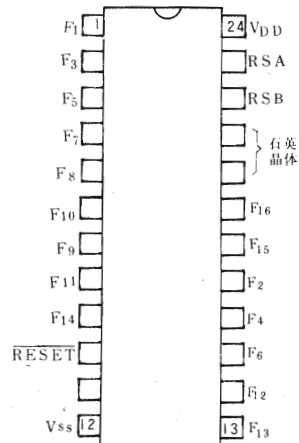 F1 1 24 VDD
F3 RSA
F5 RSB
F7 石英
F8 晶体
F10 F16
F9 F15
F11 F2
F14 F4
RESET F6
F12
Vss 12 13 F13